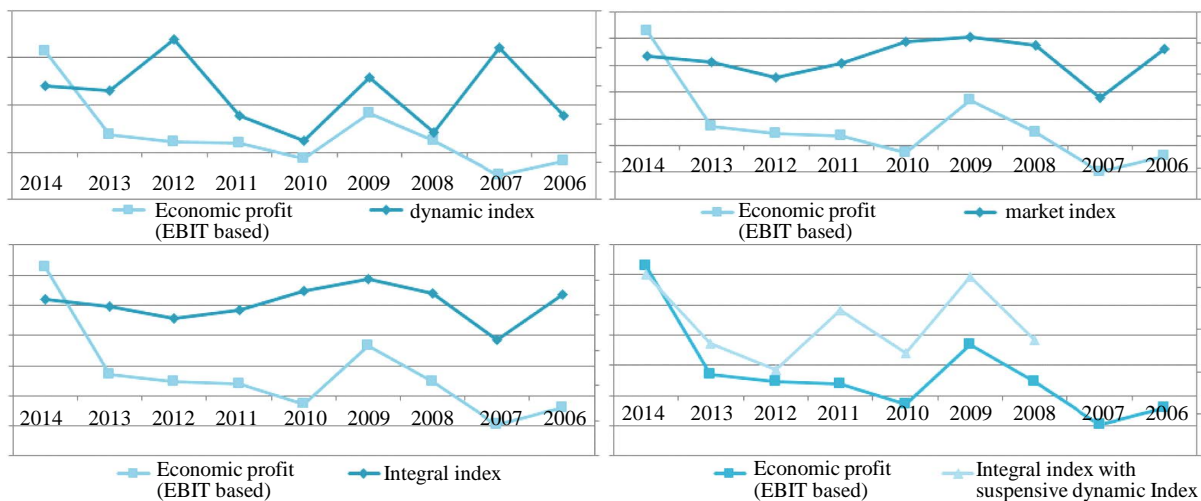 2014 2013 2012 2011 2010 2009 2008 2007 2006
Economic profit
(EBIT based)
dynamic index
2014 2013 2012 2011 2010 2009 2008 2007 2006
Economic profit
(EBIT based)
market index
2014 2013 2012 2011 2010 2009 2008 2007 2006
Economic profit
(EBIT based)
Integral index
2014 2013 2012 2011 2010 2009 2008 2007 2006
Economic profit
(EBIT based)
Integral index with
suspensive dynamic Index